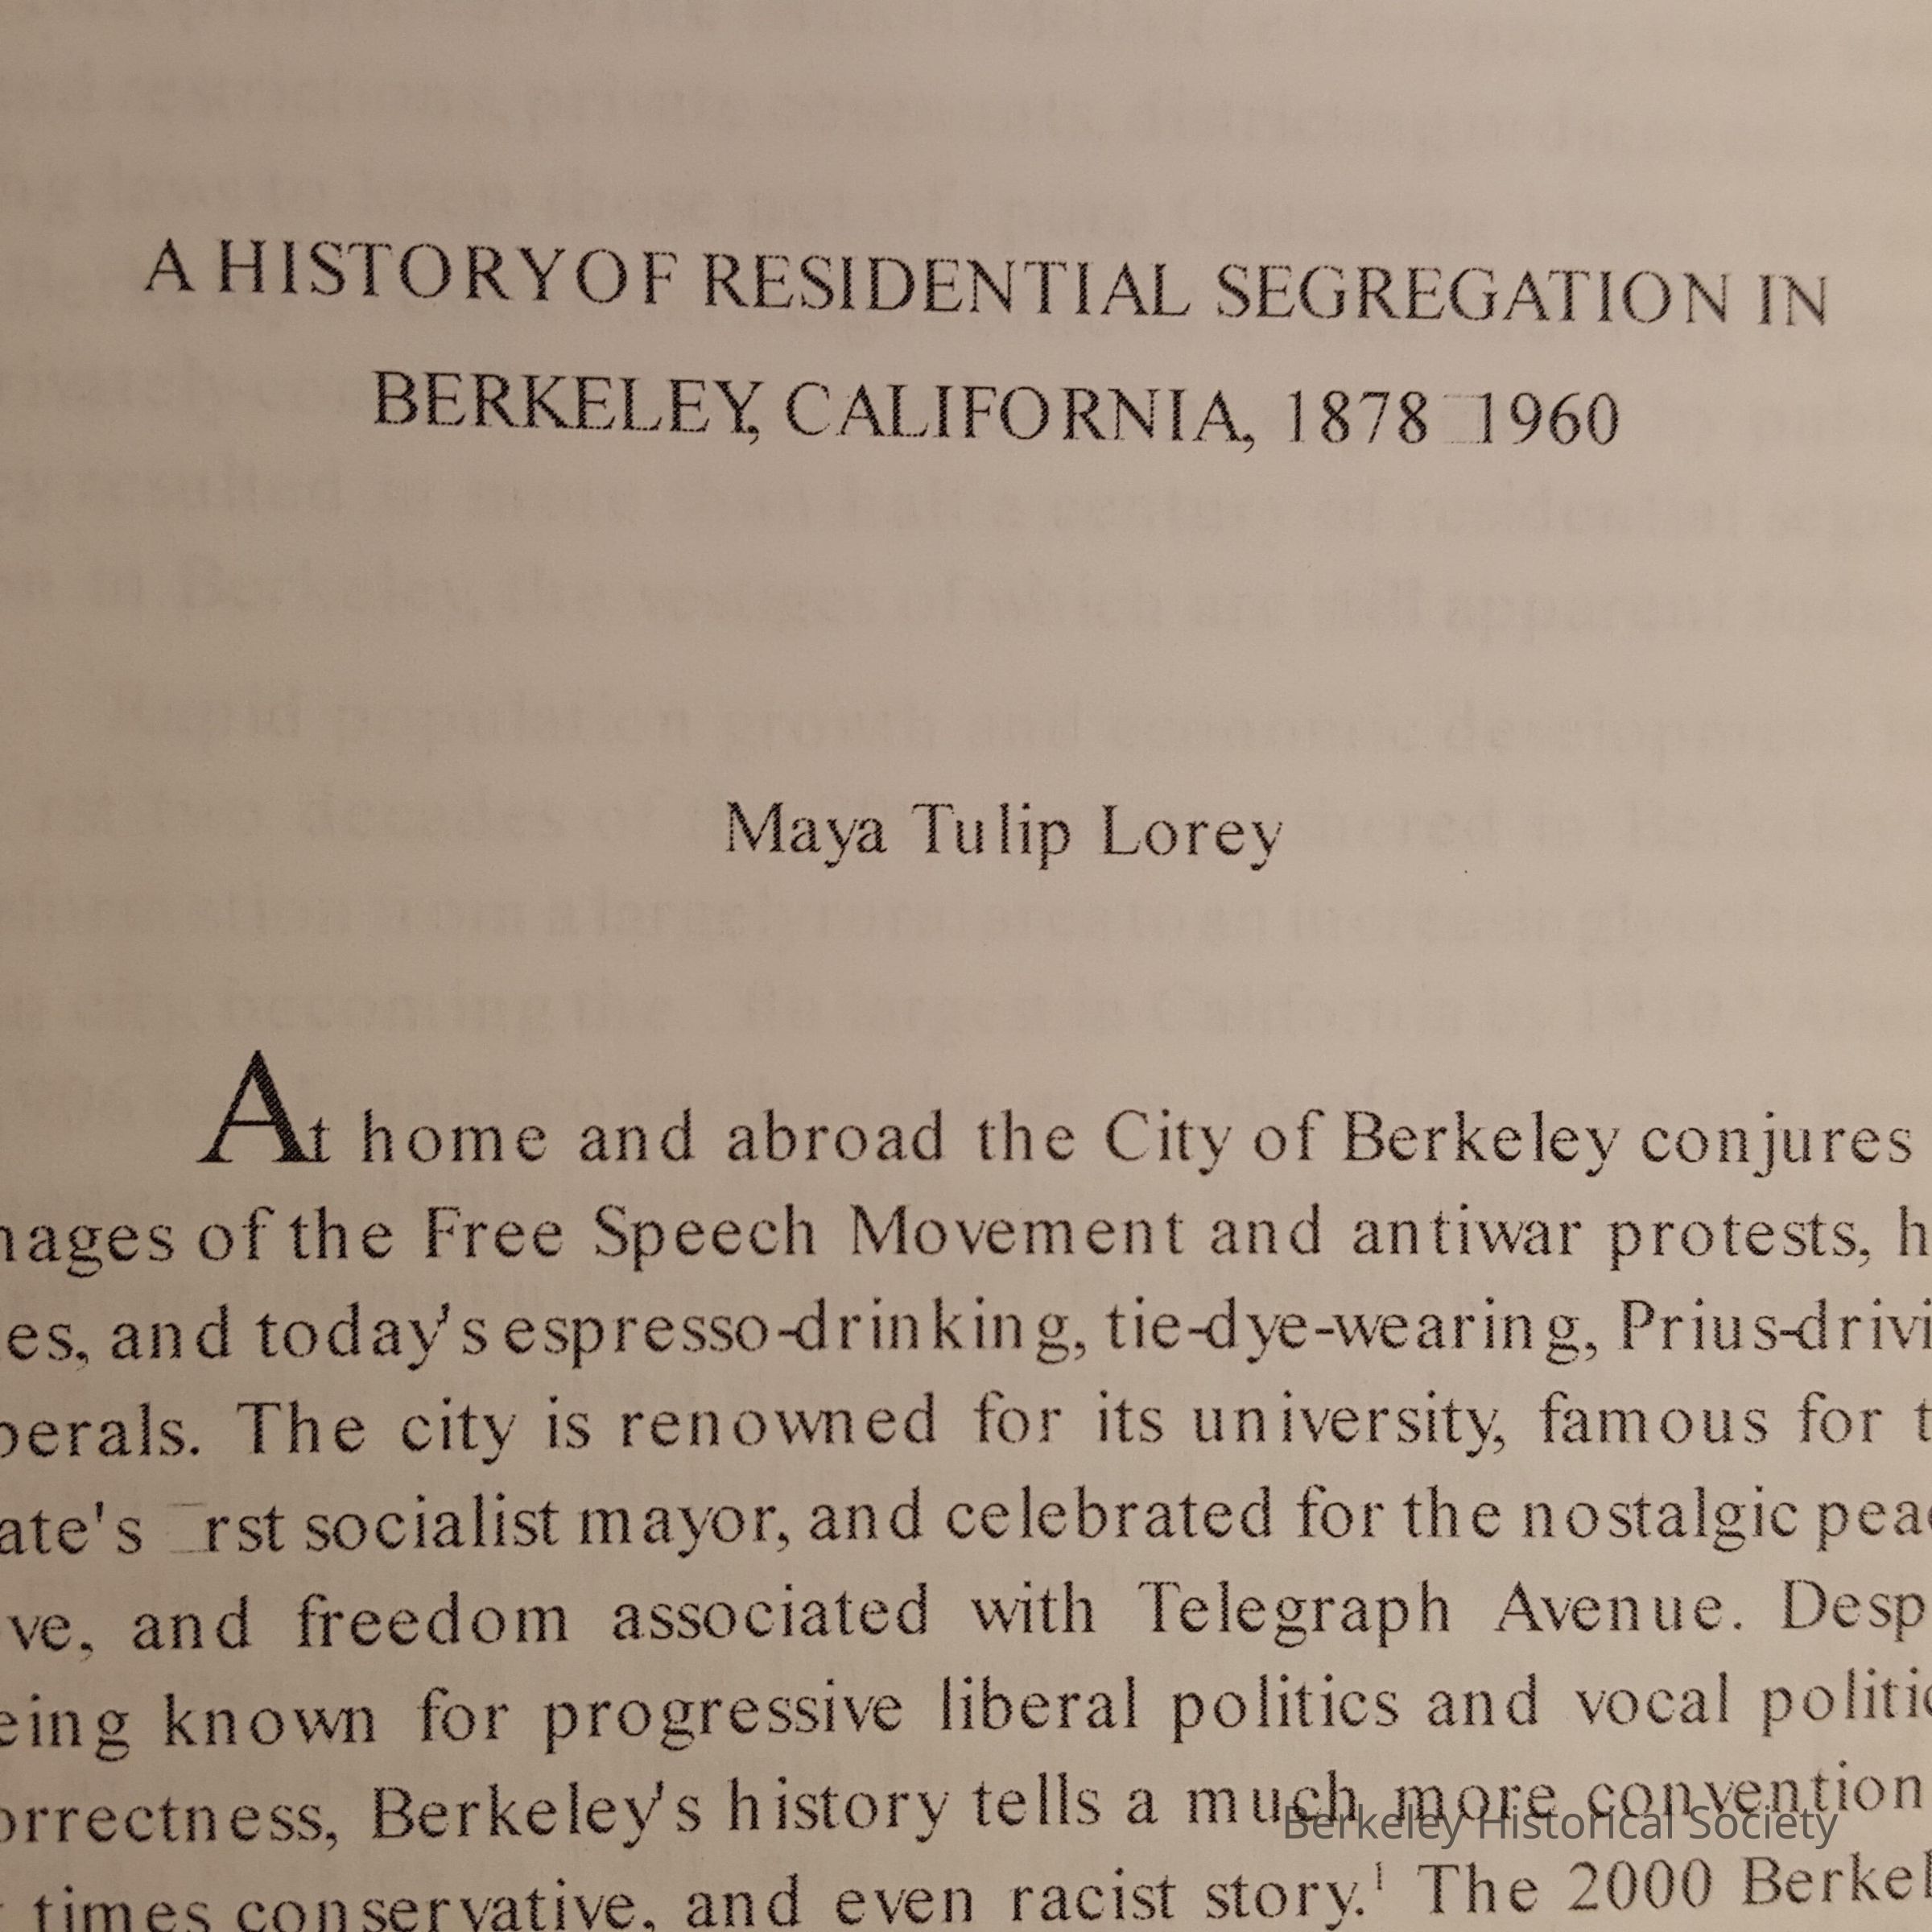 A HISTORY OF RESIDENTIAL SEGREGATION IN
BERKELEY, CALIFORNIA, 1878 1960
Maya Tulip Lorey
At home and abroad the City of Berkeley conjures
mages of the Free Speech Movement and antiwar protests, h
es, and today's espresso-drinking, tie-dye-wearing, Prius-drivi
berals. The city is renowned for its university, famous for t
ate's rst socialist mayor, and celebrated for the nostalgic pea
ve, and freedom associated with Telegraph Avenue. Desp
eing known for progressive liberal politics and vocal politic
orrectness, Berkeley's history tells a much more convention
times conservative, and even racist story.¹ The 2000 Berkel
Berkeley Historical Society